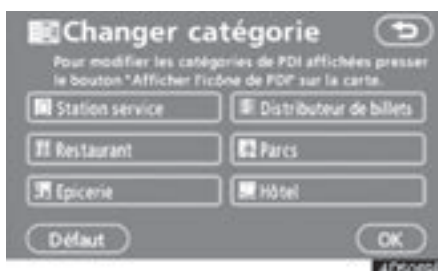 Changer catégorie
Pour modifier les catégories de PDI affichées presser
le bouton "Afficher l'icône de PDI" sur la carte.
Station service
Distributeur de billets
Restaurant
Parcs
Epicerie
Hôtel
Défaut
OK